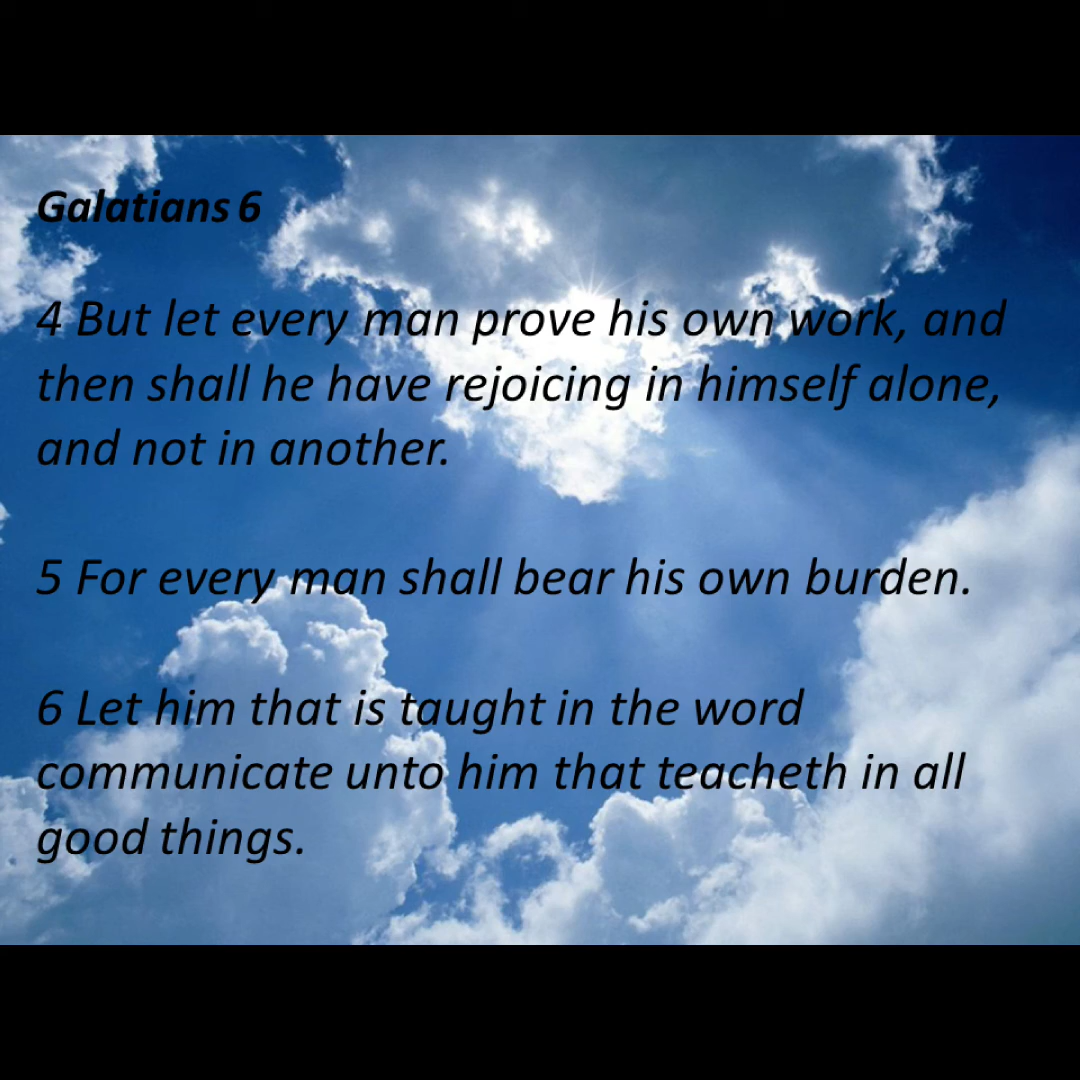 Galatians 6
4 But let every man prove his own work, and
then shall he have rejoicing in himself alone,
and not in another.
5 For every man shall bear his own burden.
6 Let him that is taught in the word
communicate unto him that teacheth in all
good things.